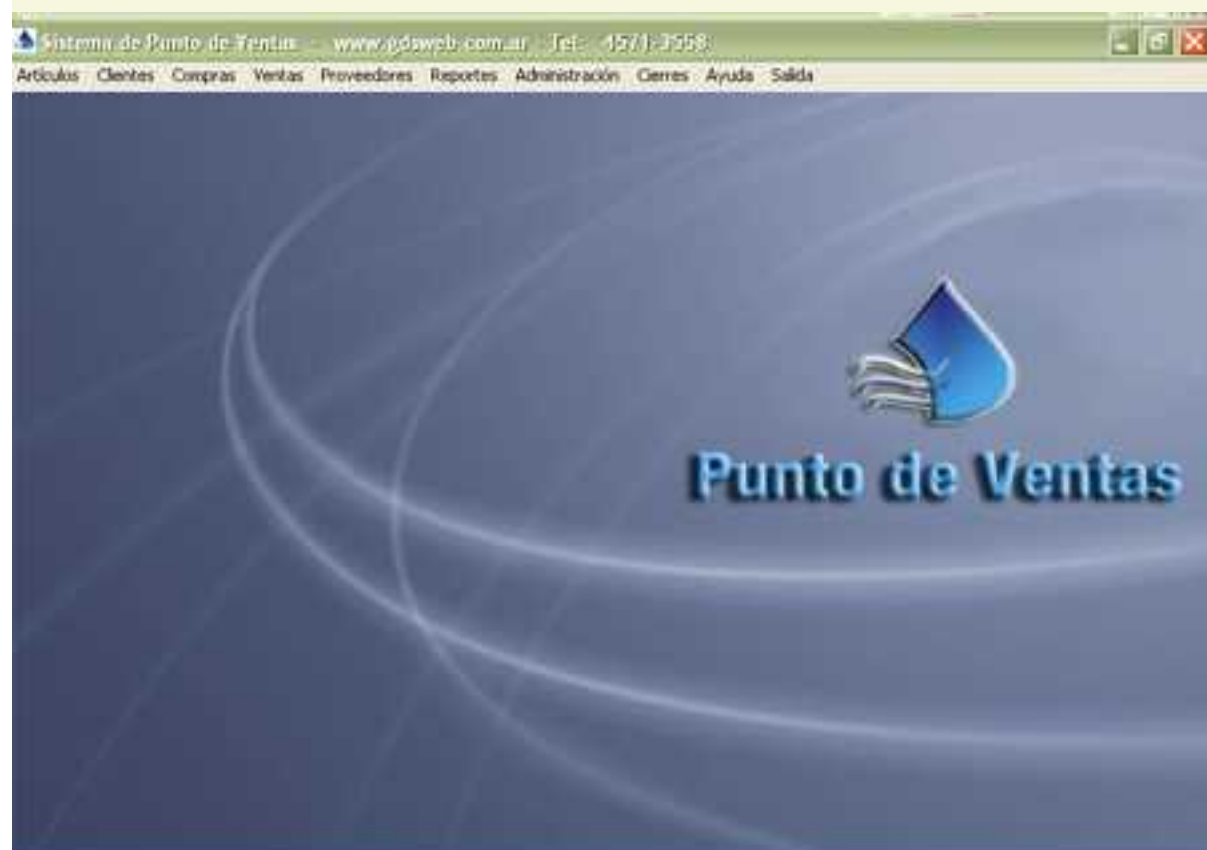 Sistema de Punto de Ventas - www.gdsweb.com.ar Tel: 4571-3558
Artículos Clientes Compras Ventas Proveedores Reportes Administración Cierres Ayuda Salida
Punto de Ventas